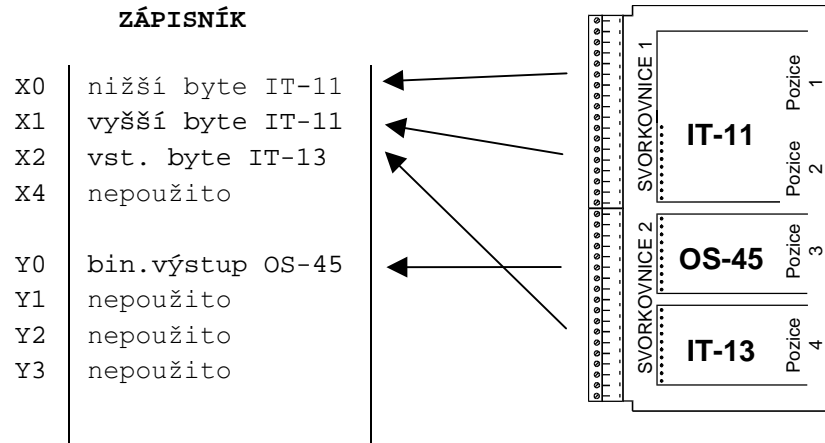 ZÁPISNÍK
X0 nižší byte IT-11
X1 vyšší byte IT-11
X2 vst. byte IT-13
X4 nepoužito
Y0 bin.výstup OS-45
Y1 nepoužito
Y2 nepoužito
Y3 nepoužito
SVORKOVNICE 1
IT-11
Pozice
1
Pozice
2
SVORKOVNICE 2
OS-45
Pozice
3
IT-13
Pozice
4